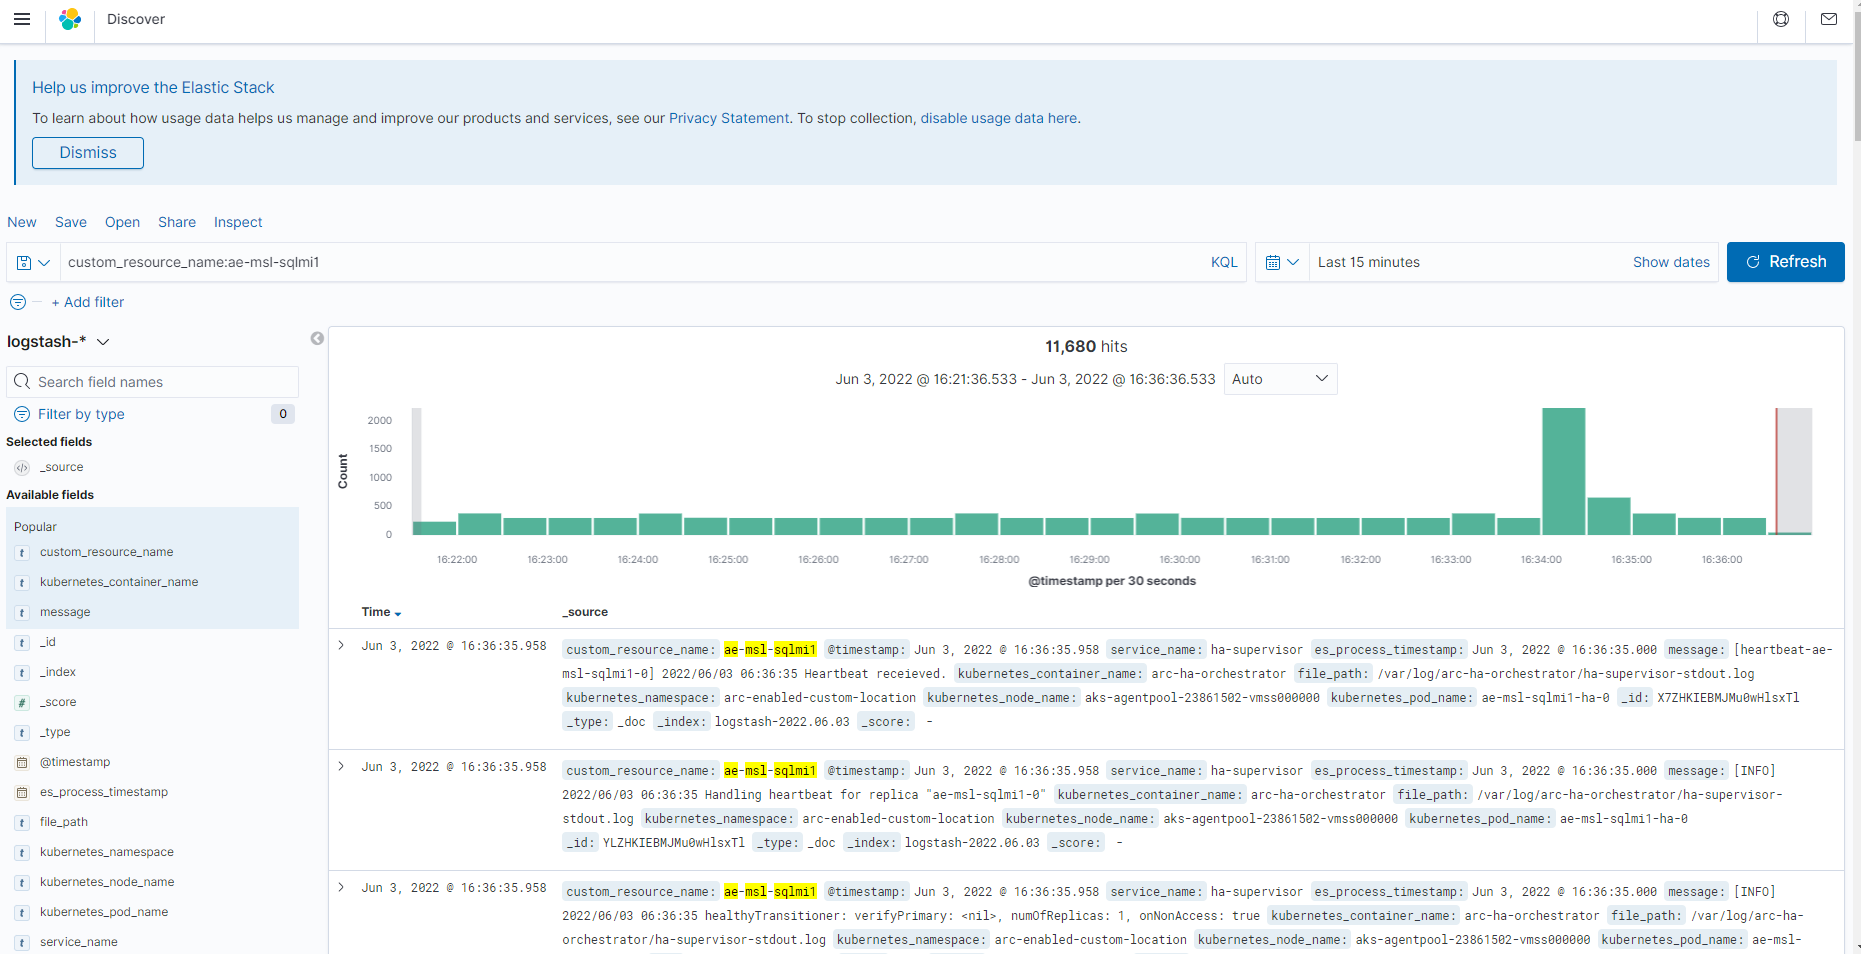 Discover
Help us improve the Elastic Stack
To learn about how usage data helps us manage and improve our products and services, see our Privacy Statement. To stop collection, disable usage data here.
Dismiss
New Save Open Share Inspect
custom_resource_name:ae-msl-sqlmi1 KQL Last 15 minutes Show dates Refresh
+ Add filter
logstash-*
Search field names
Filter by type 0
Selected fields
_source
Available fields
Popular
t custom_resource_name
t kubernetes_container_name
t message
t _id
t _index
# _score
t _type
@timestamp
es_process_timestamp
t file_path
t kubernetes_namespace
t kubernetes_node_name
t kubernetes_pod_name
t service_name
11,680 hits
Jun 3, 2022 @ 16:21:36.533 - Jun 3, 2022 @ 16:36:36.533 Auto
Count
2000
1500
1000
500
0
16:22:00 16:23:00 16:24:00 16:25:00 16:26:00 16:27:00 16:28:00 16:29:00 16:30:00 16:31:00 16:32:00 16:33:00 16:34:00 16:35:00 16:36:00
@timestamp per 30 seconds
Time _source
Jun 3, 2022 @ 16:36:35.958 custom_resource_name: ae-msl-sqlmi1 @timestamp: Jun 3, 2022 @ 16:36:35.958 service_name: ha-supervisor es_process_timestamp: Jun 3, 2022 @ 16:36:35.000 message: [heartbeat-ae-
msl-sqlmi1-0] 2022/06/03 06:36:35 Heartbeat receieved. kubernetes_container_name: arc-ha-orchestrator file_path: /var/log/arc-ha-orchestrator/ha-supervisor-stdout.log
kubernetes_namespace: arc-enabled-custom-location kubernetes_node_name: aks-agentpool-23861502-vmss000000 kubernetes_pod_name: ae-msl-sqlmi1-ha-0 _id: X7ZHKIEBMJMu0wHlsxTl
_type: _doc _index: logstash-2022.06.03 _score: -
Jun 3, 2022 @ 16:36:35.958 custom_resource_name: ae-msl-sqlmi1 @timestamp: Jun 3, 2022 @ 16:36:35.958 service_name: ha-supervisor es_process_timestamp: Jun 3, 2022 @ 16:36:35.000 message: [INFO]
2022/06/03 06:36:35 Handling heartbeat for replica "ae-msl-sqlmi1-0" kubernetes_container_name: arc-ha-orchestrator file_path: /var/log/arc-ha-orchestrator/ha-supervisor-
stdout.log kubernetes_namespace: arc-enabled-custom-location kubernetes_node_name: aks-agentpool-23861502-vmss000000 kubernetes_pod_name: ae-msl-sqlmi1-ha-0
_id: YLZHKIEBMJMu0wHlsxTl _type: _doc _index: logstash-2022.06.03 _score: -
Jun 3, 2022 @ 16:36:35.958 custom_resource_name: ae-msl-sqlmi1 @timestamp: Jun 3, 2022 @ 16:36:35.958 service_name: ha-supervisor es_process_timestamp: Jun 3, 2022 @ 16:36:35.000 message: [INFO]
2022/06/03 06:36:35 healthyTransitioner: verifyPrimary: <nil>, numOfReplicas: 1, onNonAccess: true kubernetes_container_name: arc-ha-orchestrator file_path: /var/log/arc-ha-
orchestrator/ha-supervisor-stdout.log kubernetes_namespace: arc-enabled-custom-location kubernetes_node_name: aks-agentpool-23861502-vmss000000 kubernetes_pod_name: ae-msl-